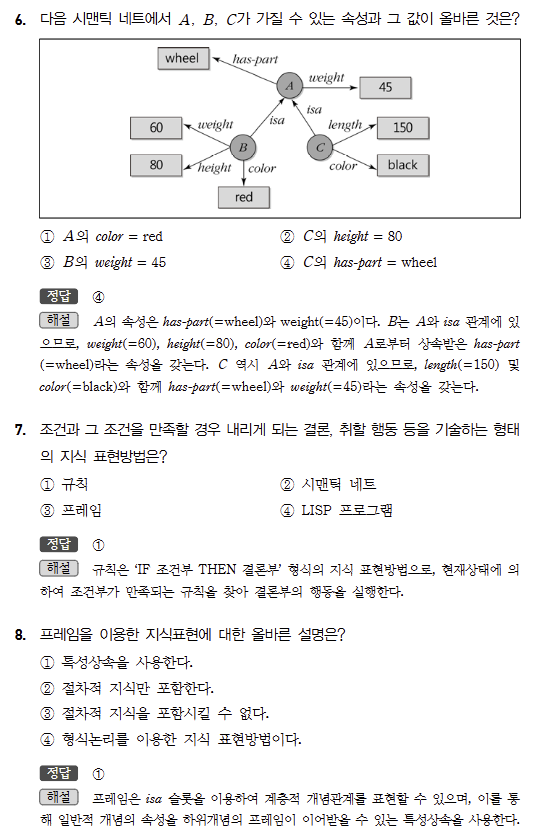 6. 다음 시맨틱 네트에서 A, B, C가 가질 수 있는 속성과 그 값이 올바른 것은?
wheel
has-part
A
weight
45
isa
isa
60
weight
length
150
B
C
80
height
color
color
black
red
① A의 color = red
② C의 height = 80
③ B의 weight = 45
④ C의 has-part = wheel
정답 ④
해설 A의 속성은 has-part(=wheel)와 weight(=45)이다. B는 A와 isa 관계에 있
으므로, weight(=60), height(=80), color(=red)와 함께 A로부터 상속받은 has-part
(=wheel)라는 속성을 갖는다. C 역시 A와 isa 관계에 있으므로, length(=150) 및
color(=black)와 함께 has-part(=wheel)와 weight(=45)라는 속성을 갖는다.
7. 조건과 그 조건을 만족할 경우 내리게 되는 결론, 취할 행동 등을 기술하는 형태
의 지식 표현방법은?
① 규칙
② 시맨틱 네트
③ 프레임
④ LISP 프로그램
정답 ①
해설 규칙은 ‘IF 조건부 THEN 결론부’ 형식의 지식 표현방법으로, 현재상태에 의
하여 조건부가 만족되는 규칙을 찾아 결론부의 행동을 실행한다.
8. 프레임을 이용한 지식표현에 대한 올바른 설명은?
① 특성상속을 사용한다.
② 절차적 지식만 포함한다.
③ 절차적 지식을 포함시킬 수 없다.
④ 형식논리를 이용한 지식 표현방법이다.
정답 ①
해설 프레임은 isa 슬롯을 이용하여 계층적 개념관계를 표현할 수 있으며, 이를 통
해 일반적 개념의 속성을 하위개념의 프레임이 이어받을 수 있는 특성상속을 사용한다.